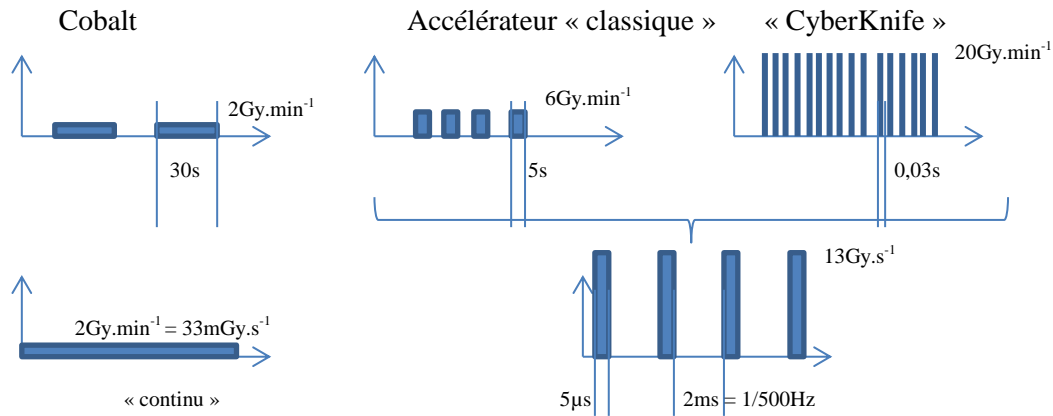 Cobalt
Accélérateur « classique »
« CyberKnife »
2Gy.min⁻¹
6Gy.min⁻¹
20Gy.min⁻¹
30s
5s
0,03s
13Gy.s⁻¹
2Gy.min⁻¹ = 33mGy.s⁻¹
« continu »
5µs
2ms = 1/500Hz